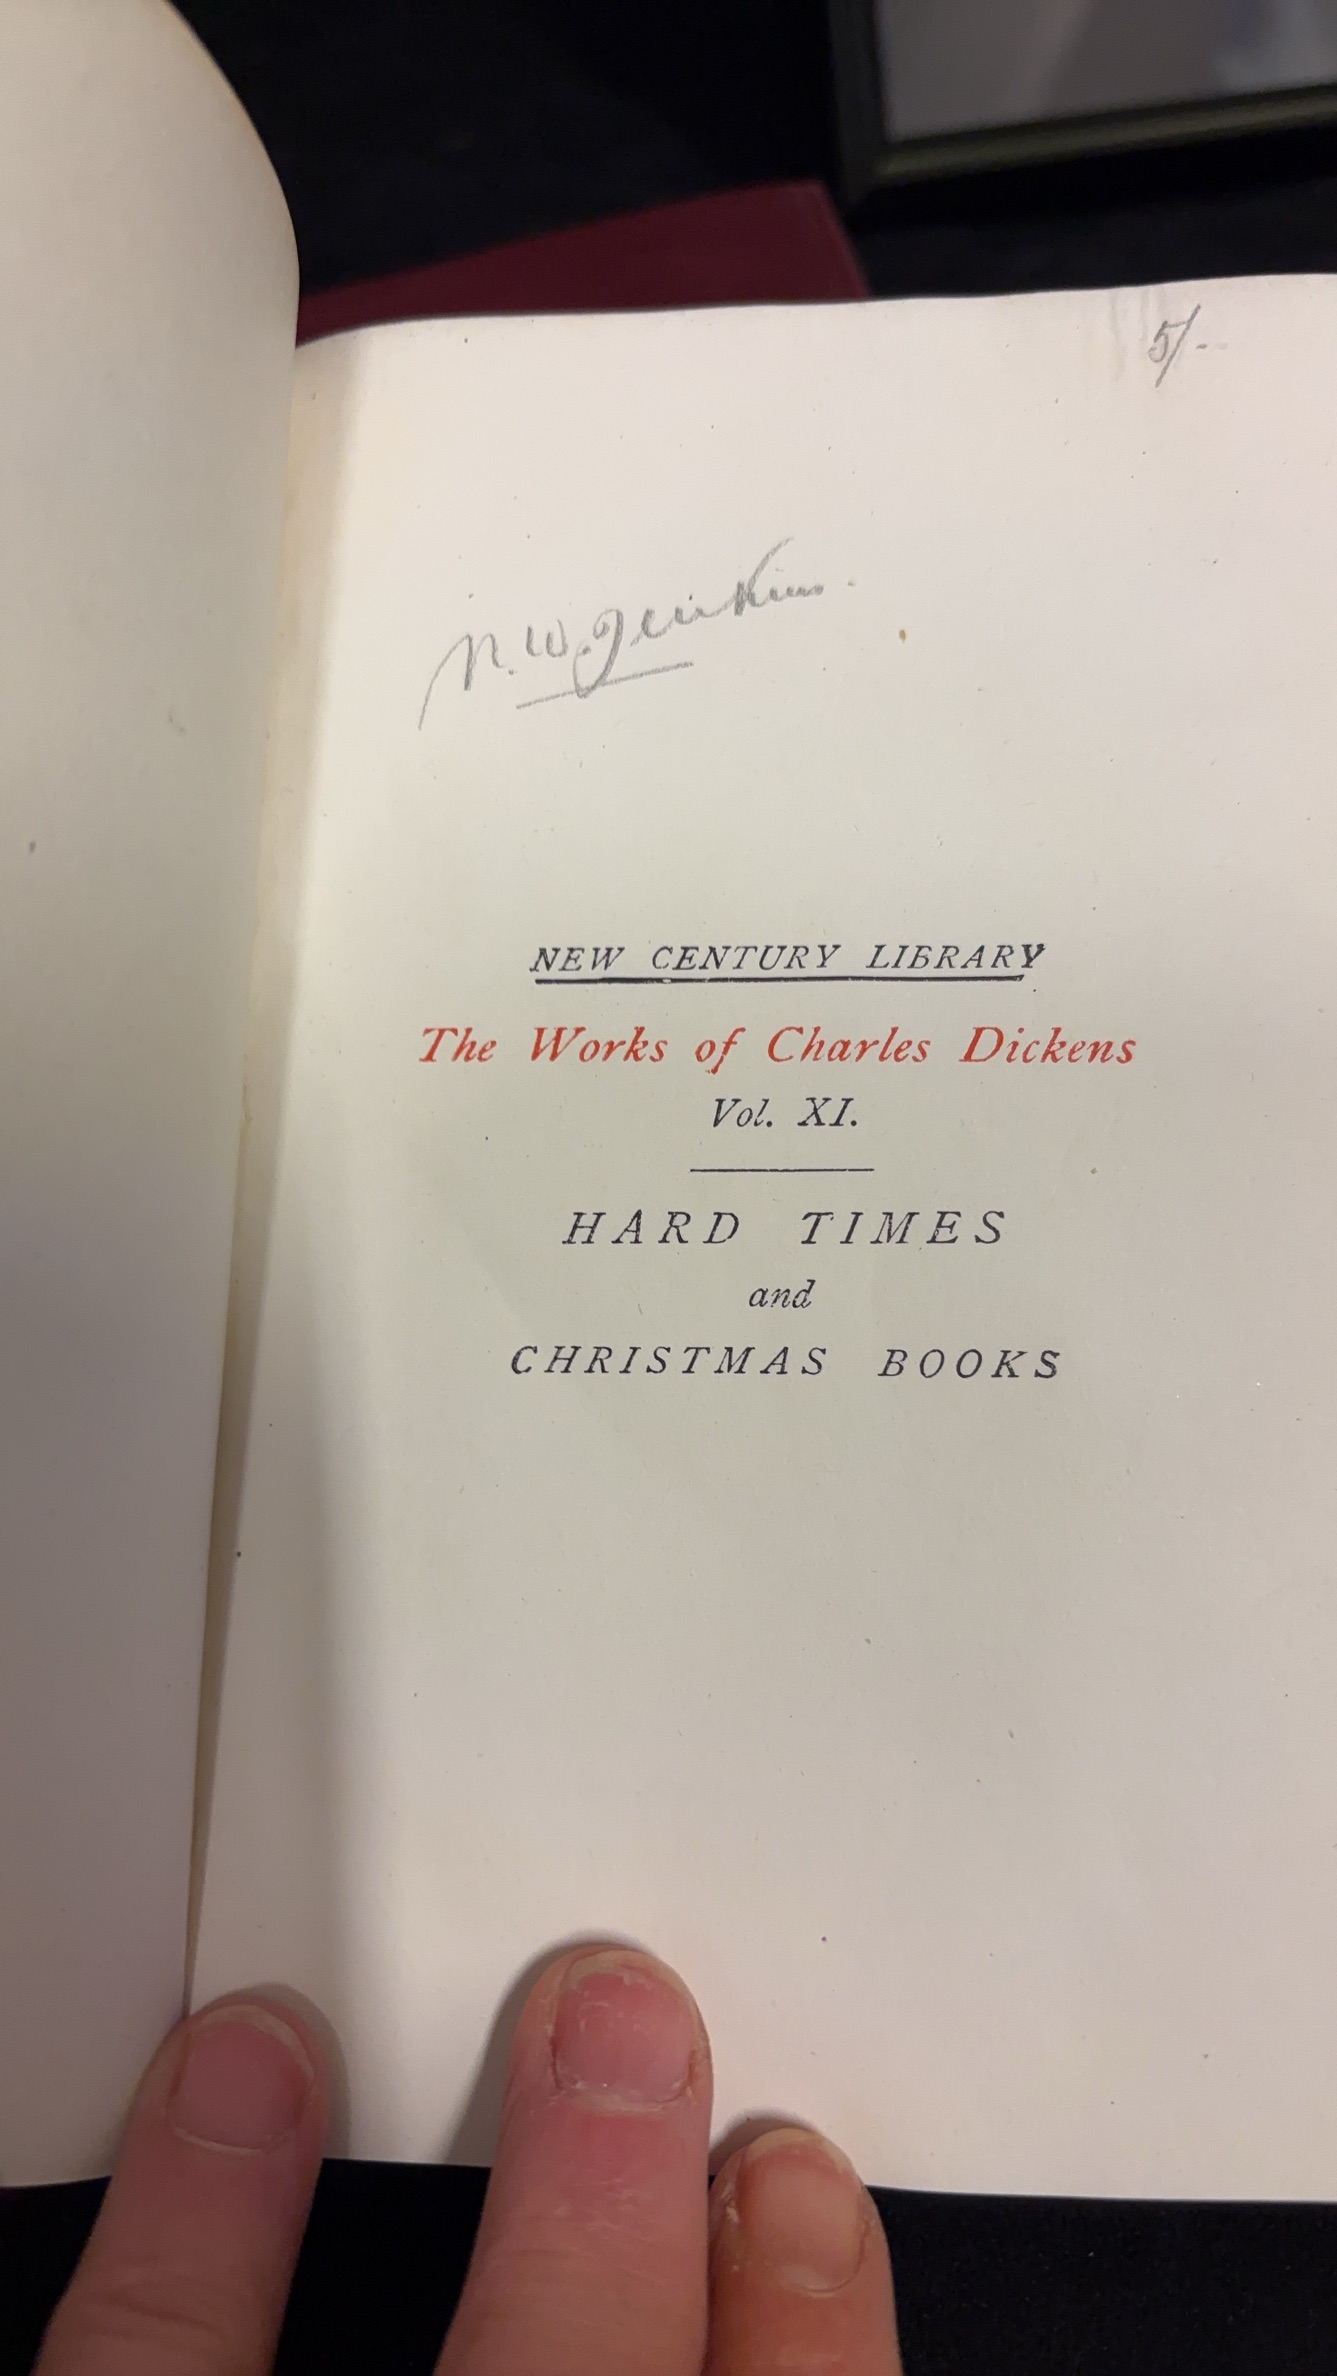 5/-
N. W. Jenkins.
NEW CENTURY LIBRARY
The Works of Charles Dickens
Vol. XI.
HARD TIMES
and
CHRISTMAS BOOKS